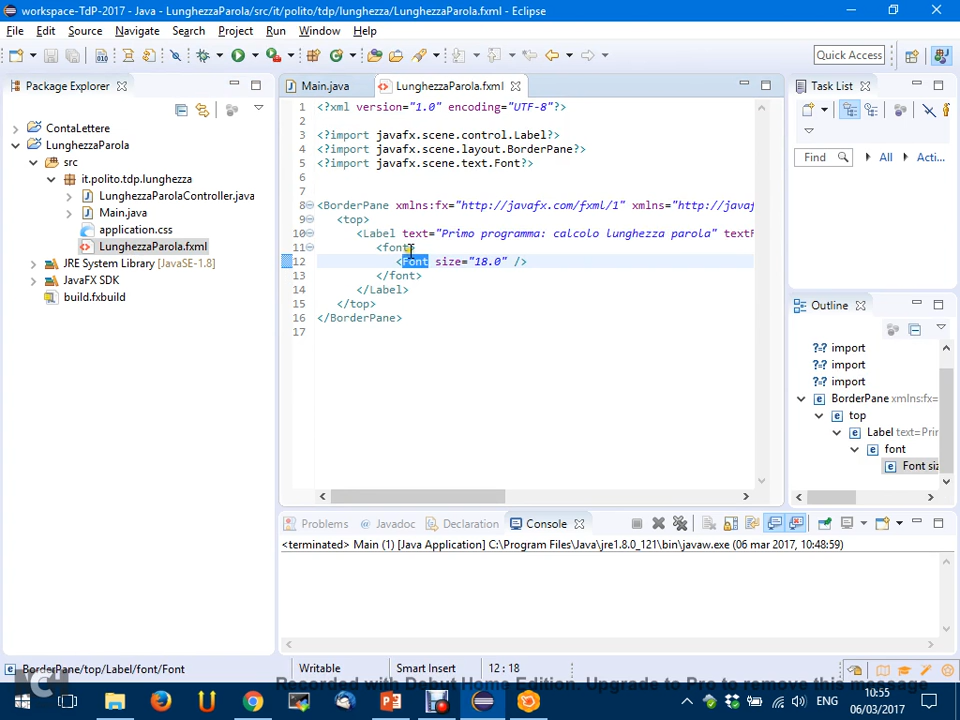 workspace-TdP-2017 - Java - LunghezzaParola/src/it/polito/tdp/lunghezza/LunghezzaParola.fxml - Eclipse
File Edit Source Navigate Search Project Run Window Help
Quick Access
Package Explorer
ContaLettere
LunghezzaParola
src
it.polito.tdp.lunghezza
LunghezzaParolaController.java
Main.java
application.css
LunghezzaParola.fxml
JRE System Library [JavaSE-1.8]
JavaFX SDK
build.fxbuild
Main.java
LunghezzaParola.fxml
1 <?xml version="1.0" encoding="UTF-8"?>
2
3 <?import javafx.scene.control.Label?>
4 <?import javafx.scene.layout.BorderPane?>
5 <?import javafx.scene.text.Font?>
6
7
8 <BorderPane xmlns:fx="http://javafx.com/fxml/1" xmlns="http://javaf
9 <top>
10 <Label text="Primo programma: calcolo lunghezza parola" textF
11 <font>
12 <Font size="18.0" />
13 </font>
14 </Label>
15 </top>
16 </BorderPane>
17
Task List
Find All Acti...
Outline
import
import
import
BorderPane xmlns:fx=
top
Label text=Pri
font
Font siz
Problems Javadoc Declaration Console
<terminated> Main (1) [Java Application] C:\Program Files\Java\jre1.8.0_121\bin\javaw.exe (06 mar 2017, 10:48:59)
BorderPane/top/Label/font/Font
Writable Smart Insert 12 : 18
Recorded with Debut Home Edition. Upgrade to Pro to remove this message
10:55
06/03/2017